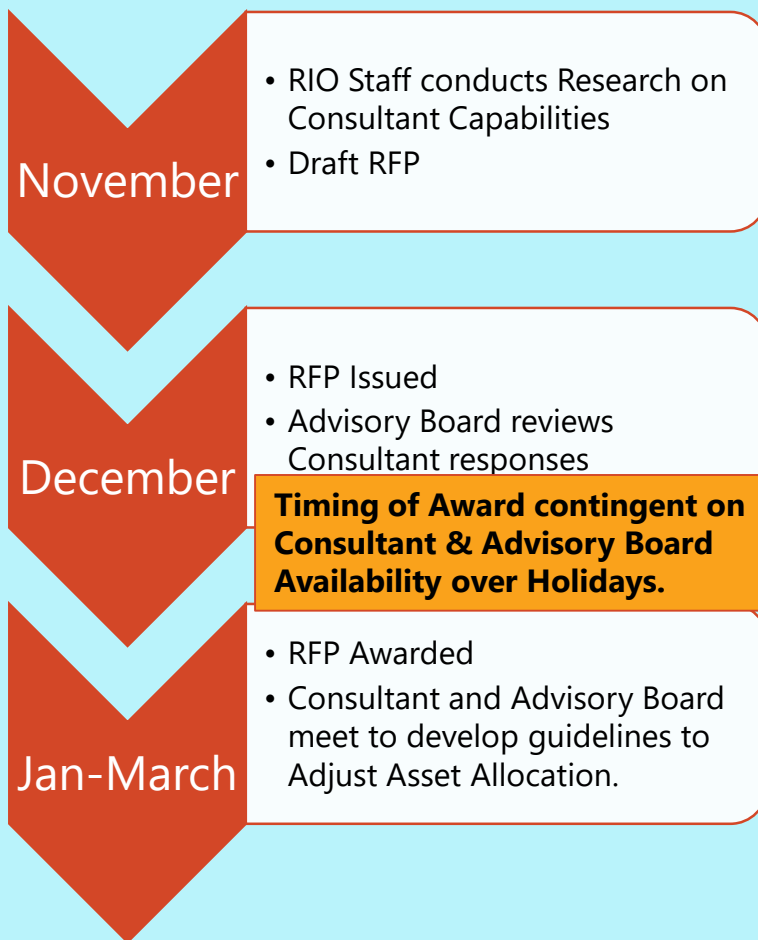 November
• RIO Staff conducts Research on
Consultant Capabilities
• Draft RFP
December
• RFP Issued
• Advisory Board reviews
Consultant responses
Timing of Award contingent on
Consultant & Advisory Board
Availability over Holidays.
Jan-March
• RFP Awarded
• Consultant and Advisory Board
meet to develop guidelines to
Adjust Asset Allocation.